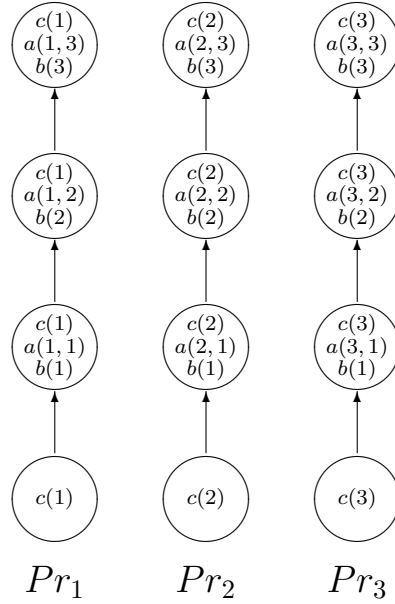 c(1)
a(1, 3)
b(3)
c(2)
a(2, 3)
b(3)
c(3)
a(3, 3)
b(3)
c(1)
a(1, 2)
b(2)
c(2)
a(2, 2)
b(2)
c(3)
a(3, 2)
b(2)
c(1)
a(1, 1)
b(1)
c(2)
a(2, 1)
b(1)
c(3)
a(3, 1)
b(1)
c(1)
c(2)
c(3)
Pr₁
Pr₂
Pr₃